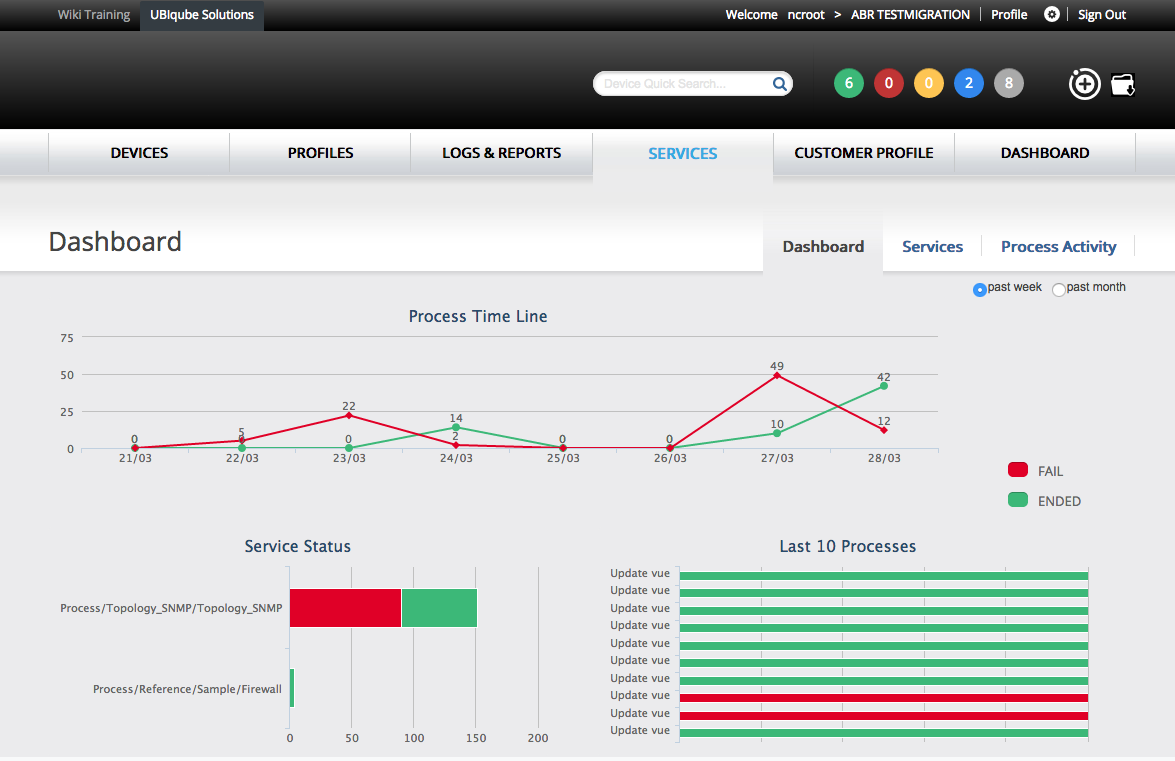 Wiki Training UBIqube Solutions Welcome ncroot > ABR TESTMIGRATION Profile Sign Out
Device Quick Search... 6 0 0 2 8
DEVICES PROFILES LOGS & REPORTS SERVICES CUSTOMER PROFILE DASHBOARD
Dashboard Dashboard Services Process Activity
past week past month
Process Time Line
75
50
25
0
0 5 0 22 0 14 2 0 0 49 10 42 12
21/03 22/03 23/03 24/03 25/03 26/03 27/03 28/03
FAIL
ENDED
Service Status
Process/Topology_SNMP/Topology_SNMP
Process/Reference/Sample/Firewall
0 50 100 150 200
Last 10 Processes
Update vue
Update vue
Update vue
Update vue
Update vue
Update vue
Update vue
Update vue
Update vue
Update vue